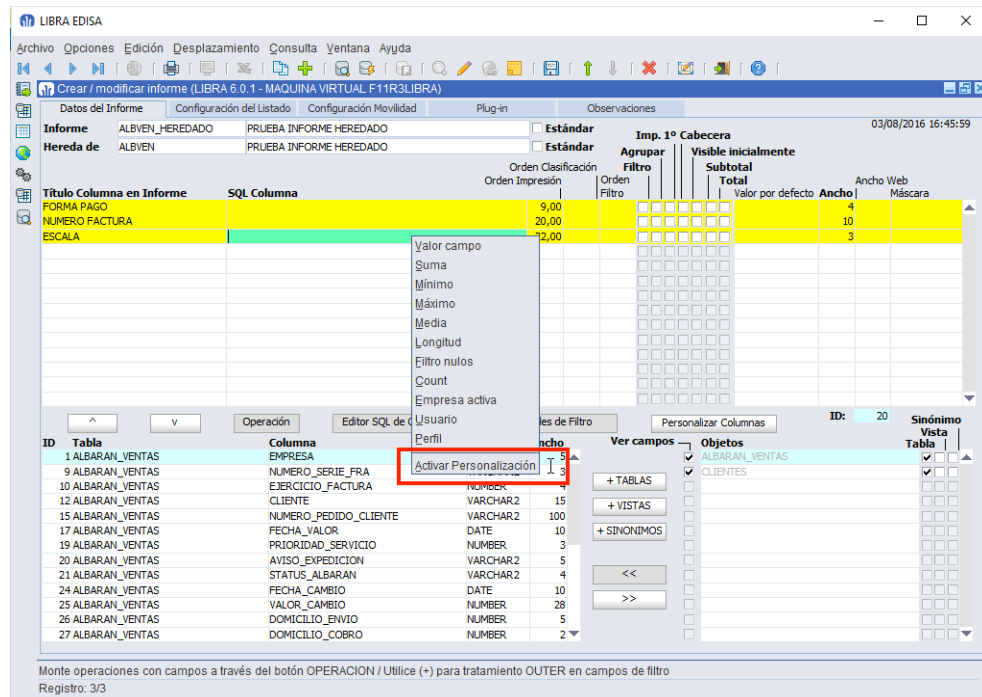 LIBRA EDISA
Archivo Opciones Edición Desplazamiento Consulta Ventana Ayuda
Crear / modificar informe (LIBRA 6.0.1 - MAQUINA VIRTUAL F11R3LIBRA)
Datos del Informe Configuración del Listado Configuración Movilidad Plug-in Observaciones
03/08/2016 16:45:59
Informe ALBVEN_HEREDADO PRUEBA INFORME HEREDADO Estándar
Hereda de ALBVEN PRUEBA INFORME HEREDADO Estándar
Imp. 1º Cabecera
Agrupar Visible inicialmente
Orden Clasificación Filtro Subtotal
Orden Impresión Orden Total Ancho Web
Título Columna en Informe SQL Columna Filtro Valor por defecto Ancho Máscara
FORMA PAGO 9,00 4
NUMERO FACTURA 20,00 10
ESCALA 22,00 3
Valor campo
Suma
Mínimo
Máximo
Media
Longitud
Filtro nulos
Count
Empresa activa
Usuario
Perfil
Activar Personalización
^ v Operación Editor SQL de les de Filtro Personalizar Columnas ID: 20
Sinónimo
Vista
ID Tabla Columna ncho Ver campos Objetos Tabla
1 ALBARAN_VENTAS EMPRESA 5 ALBARAN_VENTAS
9 ALBARAN_VENTAS NUMERO_SERIE_FRA VARCHAR2 3 CLIENTES
10 ALBARAN_VENTAS EJERCICIO_FACTURA NUMBER 4 + TABLAS
12 ALBARAN_VENTAS CLIENTE VARCHAR2 15 + VISTAS
15 ALBARAN_VENTAS NUMERO_PEDIDO_CLIENTE VARCHAR2 100
17 ALBARAN_VENTAS FECHA_VALOR DATE 10 + SINONIMOS
19 ALBARAN_VENTAS PRIORIDAD_SERVICIO NUMBER 3
20 ALBARAN_VENTAS AVISO_EXPEDICION VARCHAR2 5
21 ALBARAN_VENTAS STATUS_ALBARAN VARCHAR2 4 <<
24 ALBARAN_VENTAS FECHA_CAMBIO DATE 10
25 ALBARAN_VENTAS VALOR_CAMBIO NUMBER 28 >>
26 ALBARAN_VENTAS DOMICILIO_ENVIO NUMBER 5
27 ALBARAN_VENTAS DOMICILIO_COBRO NUMBER 2
Monte operaciones con campos a través del botón OPERACION / Utilice (+) para tratamiento OUTER en campos de filtro
Registro: 3/3